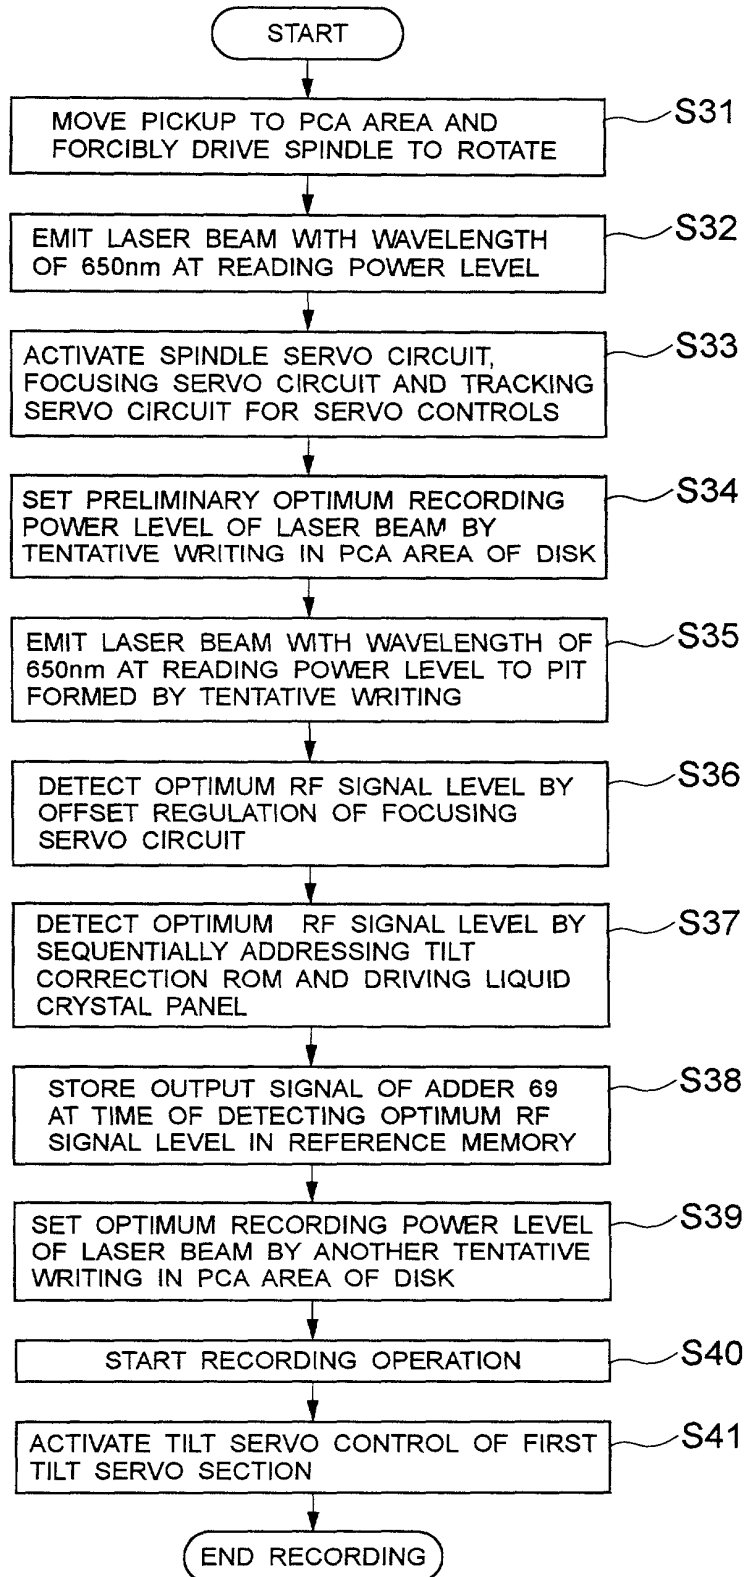 START
MOVE PICKUP TO PCA AREA AND
FORCIBLY DRIVE SPINDLE TO ROTATE
S31
EMIT LASER BEAM WITH WAVELENGTH
OF 650nm AT READING POWER LEVEL
S32
ACTIVATE SPINDLE SERVO CIRCUIT,
FOCUSING SERVO CIRCUIT AND TRACKING
SERVO CIRCUIT FOR SERVO CONTROLS
S33
SET PRELIMINARY OPTIMUM RECORDING
POWER LEVEL OF LASER BEAM BY
TENTATIVE WRITING IN PCA AREA OF DISK
S34
EMIT LASER BEAM WITH WAVELENGTH OF
650nm AT READING POWER LEVEL TO PIT
FORMED BY TENTATIVE WRITING
S35
DETECT OPTIMUM RF SIGNAL LEVEL BY
OFFSET REGULATION OF FOCUSING
SERVO CIRCUIT
S36
DETECT OPTIMUM RF SIGNAL LEVEL BY
SEQUENTIALLY ADDRESSING TILT
CORRECTION ROM AND DRIVING LIQUID
CRYSTAL PANEL
S37
STORE OUTPUT SIGNAL OF ADDER 69
AT TIME OF DETECTING OPTIMUM RF
SIGNAL LEVEL IN REFERENCE MEMORY
S38
SET OPTIMUM RECORDING POWER LEVEL
OF LASER BEAM BY ANOTHER TENTATIVE
WRITING IN PCA AREA OF DISK
S39
START RECORDING OPERATION
S40
ACTIVATE TILT SERVO CONTROL OF FIRST
TILT SERVO SECTION
S41
END RECORDING